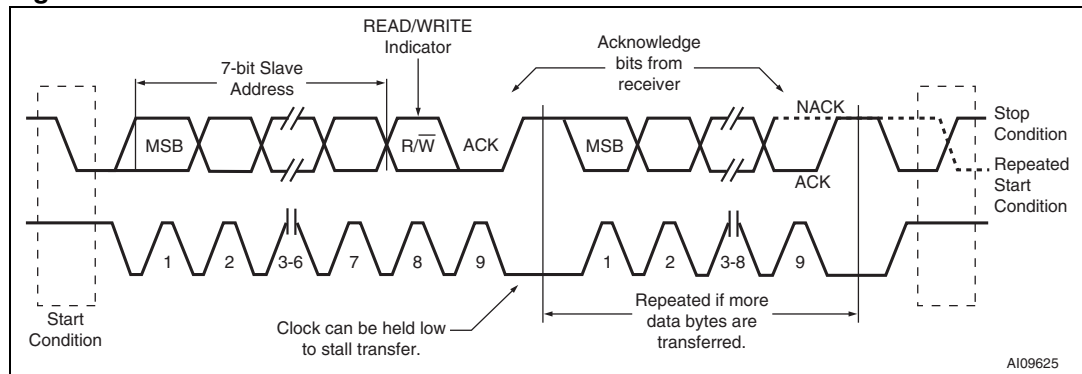 READ/WRITE
Indicator
Acknowledge
bits from
receiver
7-bit Slave
Address
NACK
Stop
Condition
MSB
R/W̅
ACK
MSB
ACK
Repeated
Start
Condition
1
2
3-6
7
8
9
1
2
3-8
9
Start
Condition
Clock can be held low
to stall transfer.
Repeated if more
data bytes are
transferred.
AI09625